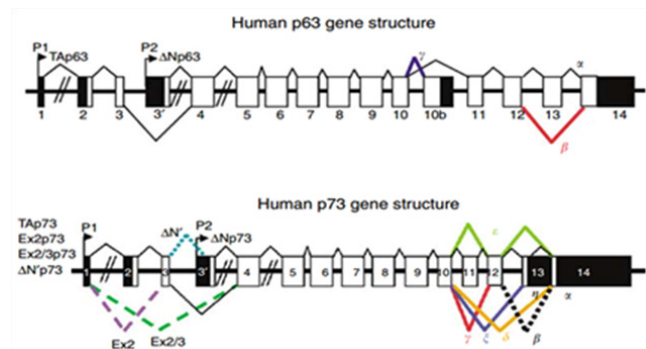 Human p63 gene structure
P1 P2 γ
TAp63 ΔNp63 α
1 2 3 3' 4 5 6 7 8 9 10 10b 11 12 13 14
β
Human p73 gene structure
TAp73 P1 ΔN' P2 ε
Ex2p73 ΔNp73
Ex2/3p73
ΔN'p73 1 2 3 3' 4 5 6 7 8 9 10 11 12 13 14
η α
Ex2 Ex2/3 γ ζ δ β